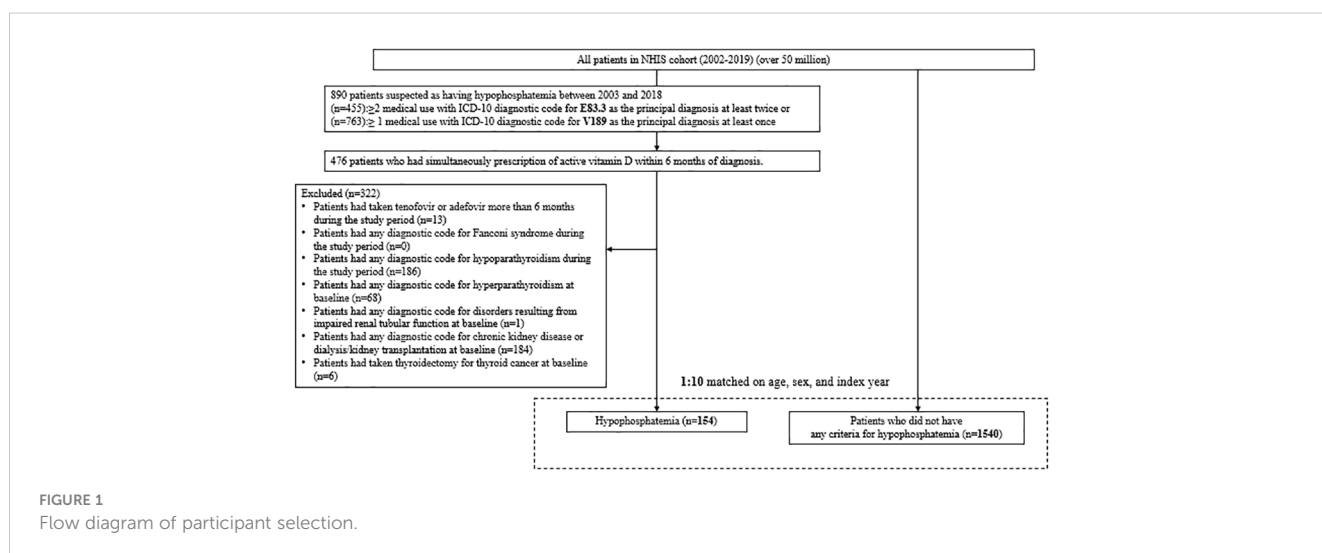 All patients in NHIS cohort (2002-2019) (over 50 million)
890 patients suspected as having hypophosphatemia between 2003 and 2018
(n=455):≥2 medical use with ICD-10 diagnostic code for E83.3 as the principal diagnosis at least twice or
(n=763):≥ 1 medical use with ICD-10 diagnostic code for V189 as the principal diagnosis at least once
476 patients who had simultaneously prescription of active vitamin D within 6 months of diagnosis.
Excluded (n=322)
• Patients had taken tenofovir or adefovir more than 6 months
during the study period (n=13)
• Patients had any diagnostic code for Fanconi syndrome during
the study period (n=0)
• Patients had any diagnostic code for hypoparathyroidism during
the study period (n=186)
• Patients had any diagnostic code for hyperparathyroidism at
baseline (n=68)
• Patients had any diagnostic code for disorders resulting from
impaired renal tubular function at baseline (n=1)
• Patients had any diagnostic code for chronic kidney disease or
dialysis/kidney transplantation at baseline (n=184)
• Patients had taken thyroidectomy for thyroid cancer at baseline
(n=6)
1:10 matched on age, sex, and index year
Hypophosphatemia (n=154)
Patients who did not have
any criteria for hypophosphatemia (n=1540)
FIGURE 1
Flow diagram of participant selection.